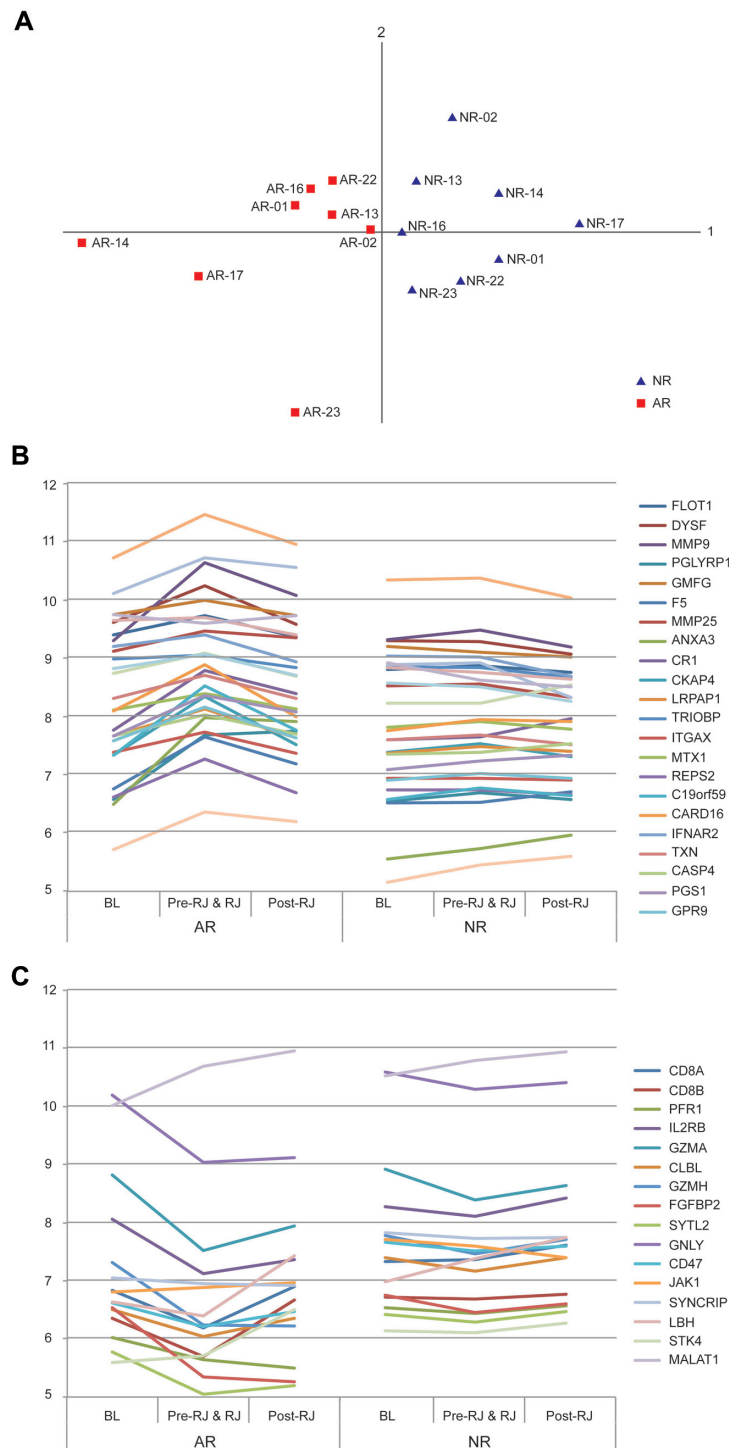 A
2
NR-02
AR-22
NR-13
AR-16
NR-14
AR-01
AR-13
NR-17
NR-16
1
AR-14
AR-02
NR-01
AR-17
NR-22
NR-23
NR
AR
AR-23
B
12
11
10
9
8
7
6
5
BL
Pre-RJ & RJ
Post-RJ
BL
Pre-RJ & RJ
Post-RJ
AR
NR
FLOT1
DYSF
MMP9
PGLYRP1
GMFG
F5
MMP25
ANXA3
CR1
CKAP4
LRPAP1
TRIOBP
ITGAX
MTX1
REPS2
C19orf59
CARD16
IFNAR2
TXN
CASP4
PGS1
GPR9
C
12
11
10
9
8
7
6
5
BL
Pre-RJ & RJ
Post-RJ
BL
Pre-RJ & RJ
Post-RJ
AR
NR
CD8A
CD8B
PFR1
IL2RB
GZMA
CLBL
GZMH
FGFBP2
SYTL2
GNLY
CD47
JAK1
SYNCRIP
LBH
STK4
MALAT1